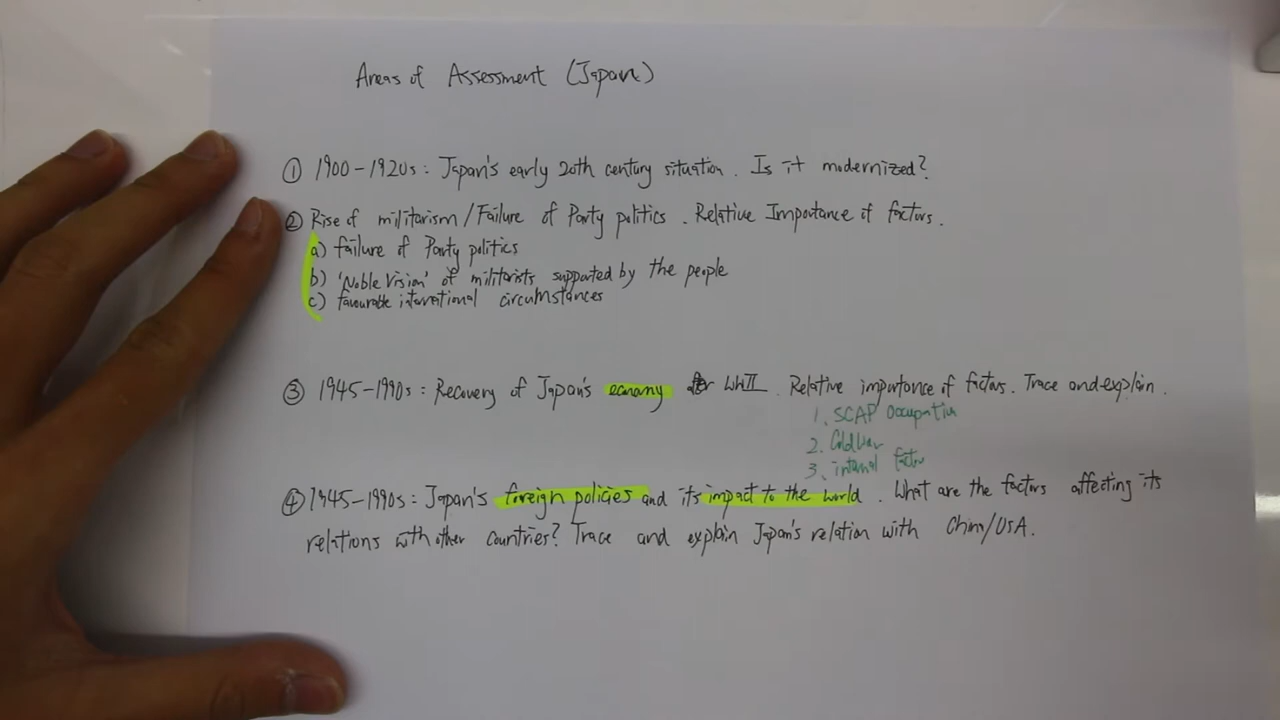 Areas of Assessment (Japan)
① 1900-1920s: Japan's early 20th century situation. Is it modernized?
② Rise of militarism/Failure of Party politics. Relative Importance of factors.
a) failure of Party politics
b) 'Noble Vision' of militarists supported by the people
c) favourable international circumstances
③ 1945-1990s: Recovery of Japan's economy after WWII. Relative importance of factors. Trace and explain.
1. SCAP Occupation
2. Cold War
3. internal factor
④ 1945-1990s: Japan's foreign policies and its impact to the world. What are the factors affecting its
relations with other countries? Trace and explain Japan's relation with China/USA.